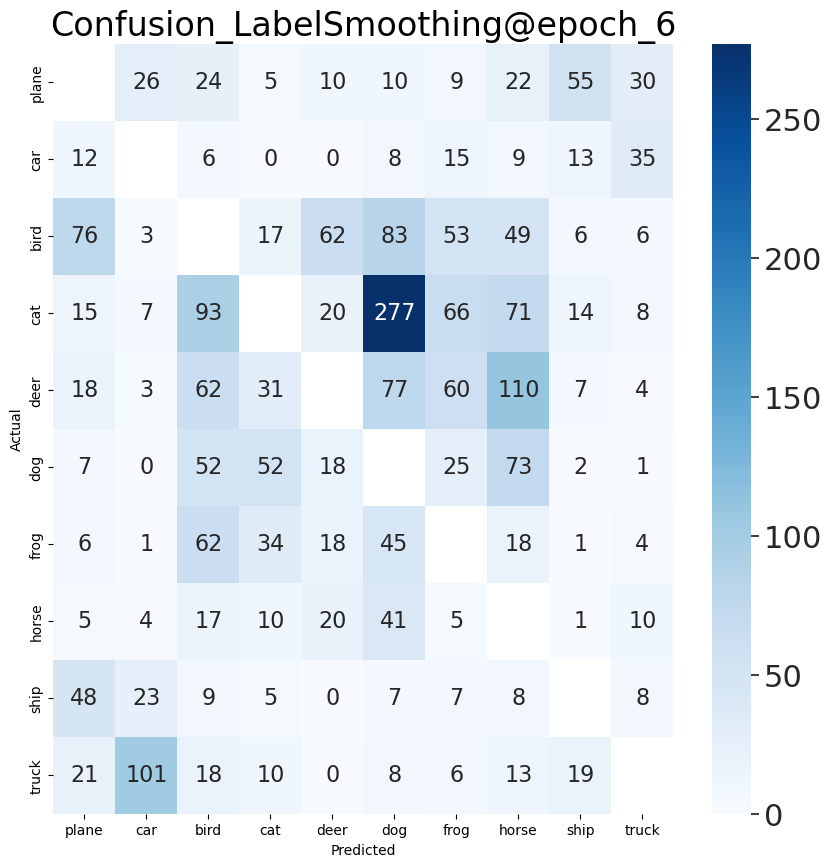 Confusion_LabelSmoothing@epoch_6
plane 26 24 5 10 10 9 22 55 30
car 12 6 0 0 8 15 9 13 35
bird 76 3 17 62 83 53 49 6 6
cat 15 7 93 20 277 66 71 14 8
deer 18 3 62 31 77 60 110 7 4
dog 7 0 52 52 18 25 73 2 1
frog 6 1 62 34 18 45 18 1 4
horse 5 4 17 10 20 41 5 1 10
ship 48 23 9 5 0 7 7 8 8
truck 21 101 18 10 0 8 6 13 19
Actual
plane car bird cat deer dog frog horse ship truck
Predicted
250
200
150
100
50
0